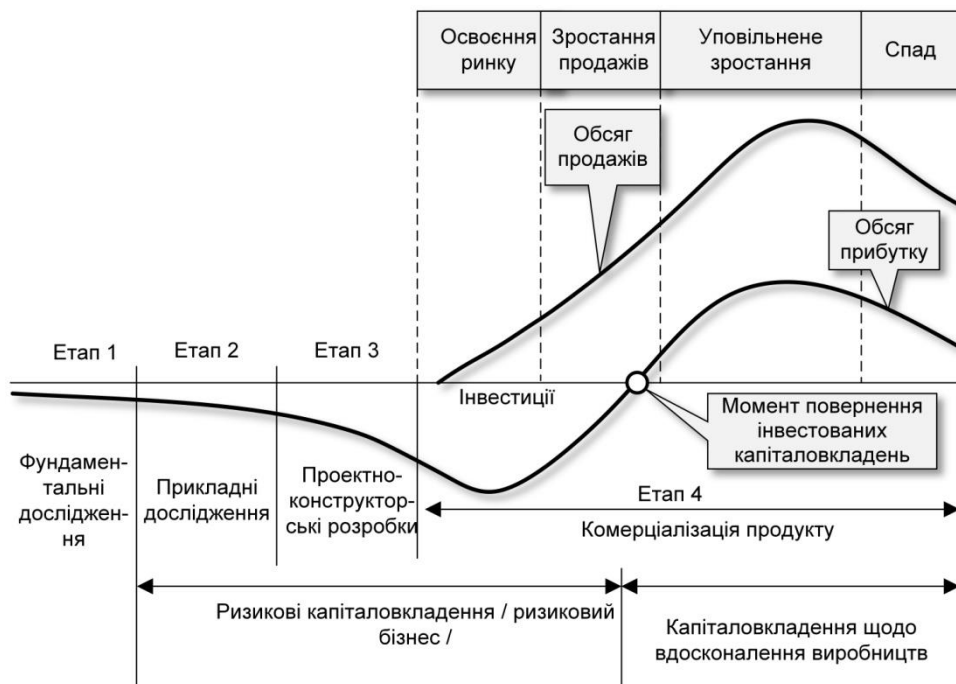 Освоєння
ринку
Зростання
продажів
Уповільнене
зростання
Спад
Обсяг
продажів
Обсяг
прибутку
Етап 1
Етап 2
Етап 3
Інвестиції
Момент повернення
інвестованих
капіталовкладень
Фундамен-
тальні
досліджен-
ня
Прикладні
дослідження
Проектно-
конструктор-
ські розробки
Етап 4
Комерціалізація продукту
Ризикові капіталовкладення / ризиковий
бізнес /
Капіталовкладення щодо
вдосконалення виробництв